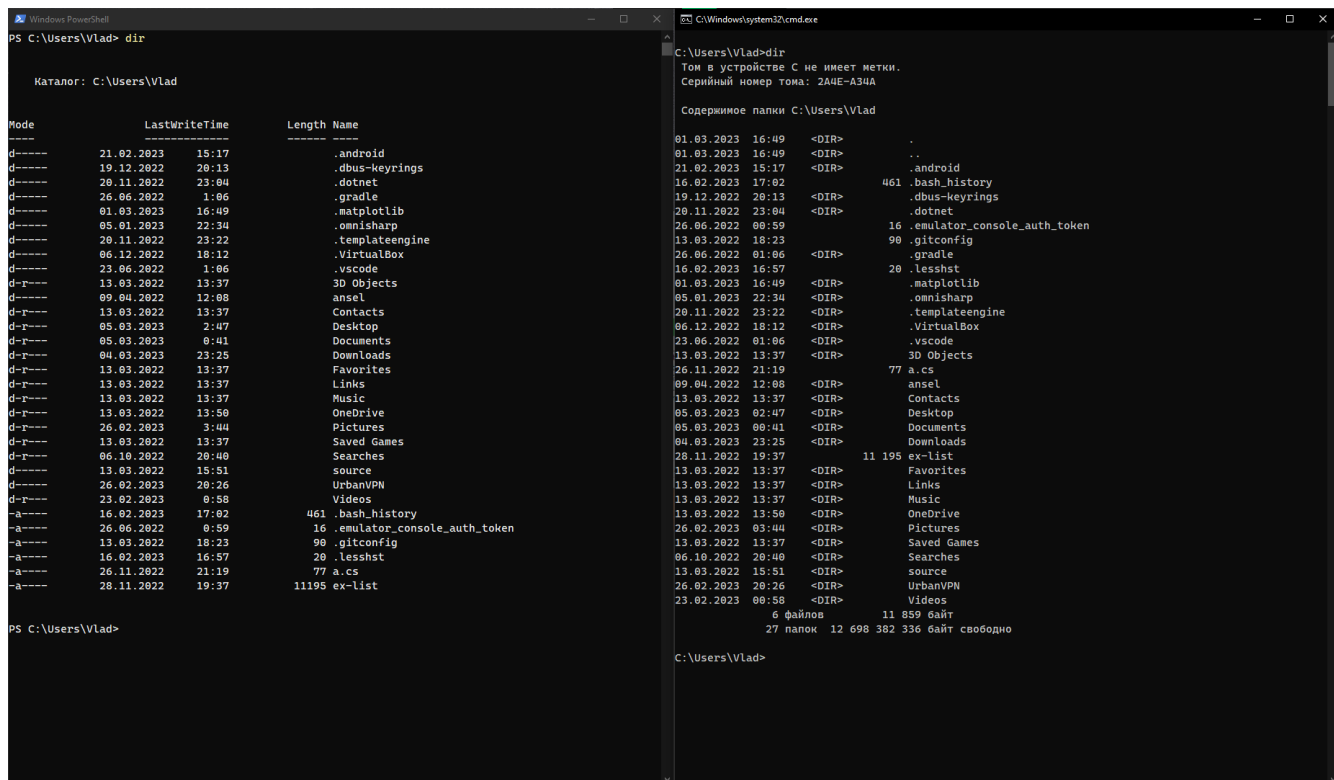 Windows PowerShell
PS C:\Users\Vlad> dir
Каталог: C:\Users\Vlad
Mode LastWriteTime Length Name
---- ------------- ------ ----
d----- 21.02.2023 15:17 .android
d----- 19.12.2022 20:13 .dbus-keyrings
d----- 20.11.2022 23:04 .dotnet
d----- 26.06.2022 1:06 .gradle
d----- 01.03.2023 16:49 .matplotlib
d----- 05.01.2023 22:34 .omnisharp
d----- 20.11.2022 23:22 .templateengine
d----- 06.12.2022 18:12 .VirtualBox
d----- 23.06.2022 1:06 .vscode
d-r--- 13.03.2022 13:37 3D Objects
d----- 09.04.2022 12:08 ansel
d-r--- 13.03.2022 13:37 Contacts
d-r--- 05.03.2023 2:47 Desktop
d-r--- 05.03.2023 0:41 Documents
d-r--- 04.03.2023 23:25 Downloads
d-r--- 13.03.2022 13:37 Favorites
d-r--- 13.03.2022 13:37 Links
d-r--- 13.03.2022 13:37 Music
d-r--- 13.03.2022 13:50 OneDrive
d-r--- 26.02.2023 3:44 Pictures
d-r--- 13.03.2022 13:37 Saved Games
d-r--- 06.10.2022 20:40 Searches
d----- 13.03.2022 15:51 source
d----- 26.02.2023 20:26 UrbanVPN
d-r--- 23.02.2023 0:58 Videos
-a---- 16.02.2023 17:02 461 .bash_history
-a---- 26.06.2022 0:59 16 .emulator_console_auth_token
-a---- 13.03.2022 18:23 90 .gitconfig
-a---- 16.02.2023 16:57 20 .lesshst
-a---- 26.11.2022 21:19 77 a.cs
-a---- 28.11.2022 19:37 11195 ex-list
PS C:\Users\Vlad>
C:\Windows\system32\cmd.exe
C:\Users\Vlad>dir
Том в устройстве C не имеет метки.
Серийный номер тома: 2A4E-A34A
Содержимое папки C:\Users\Vlad
01.03.2023 16:49 <DIR> .
01.03.2023 16:49 <DIR> ..
21.02.2023 15:17 <DIR> .android
16.02.2023 17:02 461 .bash_history
19.12.2022 20:13 <DIR> .dbus-keyrings
20.11.2022 23:04 <DIR> .dotnet
26.06.2022 00:59 16 .emulator_console_auth_token
13.03.2022 18:23 90 .gitconfig
26.06.2022 01:06 <DIR> .gradle
16.02.2023 16:57 20 .lesshst
01.03.2023 16:49 <DIR> .matplotlib
05.01.2023 22:34 <DIR> .omnisharp
20.11.2022 23:22 <DIR> .templateengine
06.12.2022 18:12 <DIR> .VirtualBox
23.06.2022 01:06 <DIR> .vscode
13.03.2022 13:37 <DIR> 3D Objects
26.11.2022 21:19 77 a.cs
09.04.2022 12:08 <DIR> ansel
13.03.2022 13:37 <DIR> Contacts
05.03.2023 02:47 <DIR> Desktop
05.03.2023 00:41 <DIR> Documents
04.03.2023 23:25 <DIR> Downloads
28.11.2022 19:37 11 195 ex-list
13.03.2022 13:37 <DIR> Favorites
13.03.2022 13:37 <DIR> Links
13.03.2022 13:37 <DIR> Music
13.03.2022 13:50 <DIR> OneDrive
26.02.2023 03:44 <DIR> Pictures
13.03.2022 13:37 <DIR> Saved Games
06.10.2022 20:40 <DIR> Searches
13.03.2022 15:51 <DIR> source
26.02.2023 20:26 <DIR> UrbanVPN
23.02.2023 00:58 <DIR> Videos
6 файлов 11 859 байт
27 папок 12 698 382 336 байт свободно
C:\Users\Vlad>